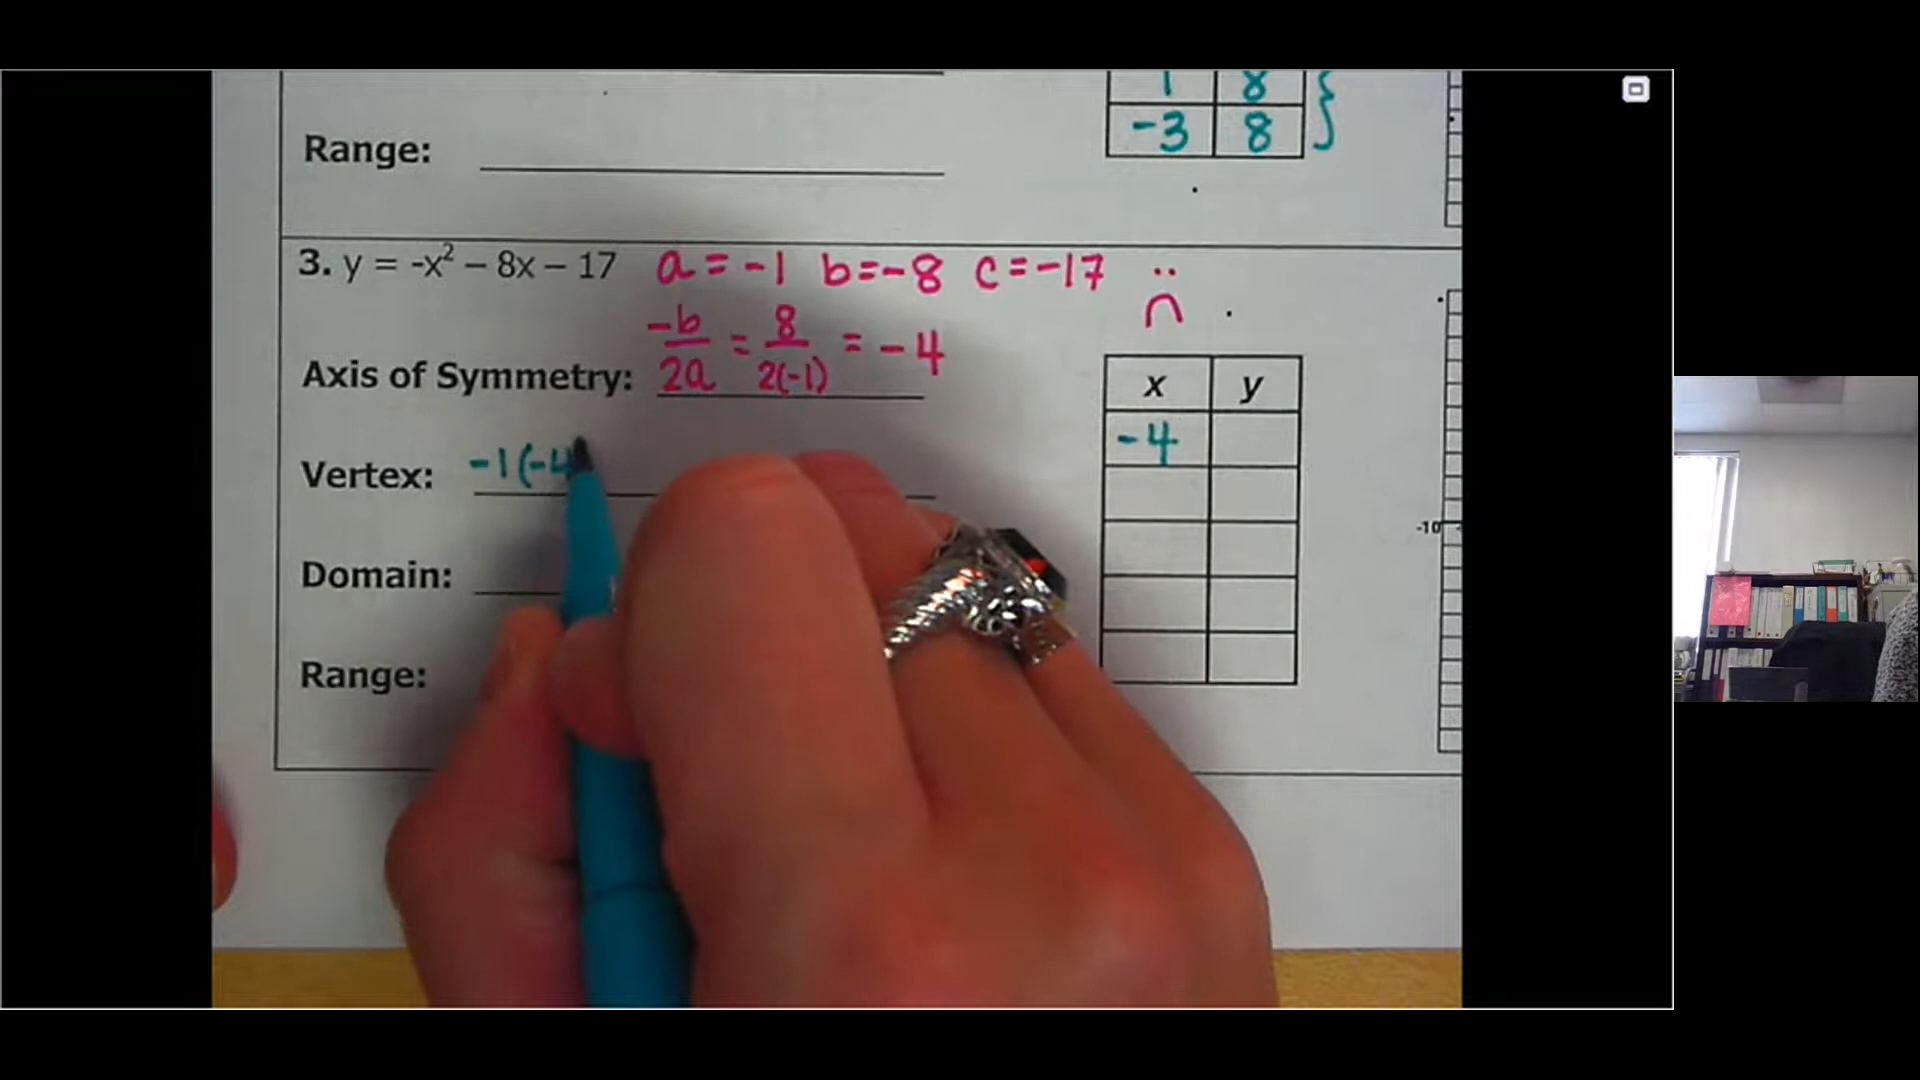 1 8
-3 8
Range:
3. y = -x² – 8x – 17 a = -1 b = -8 c = -17
-b/2a = 8/2(-1) = -4
Axis of Symmetry:
x y
-4
Vertex: -1(-4
-10
Domain:
Range: